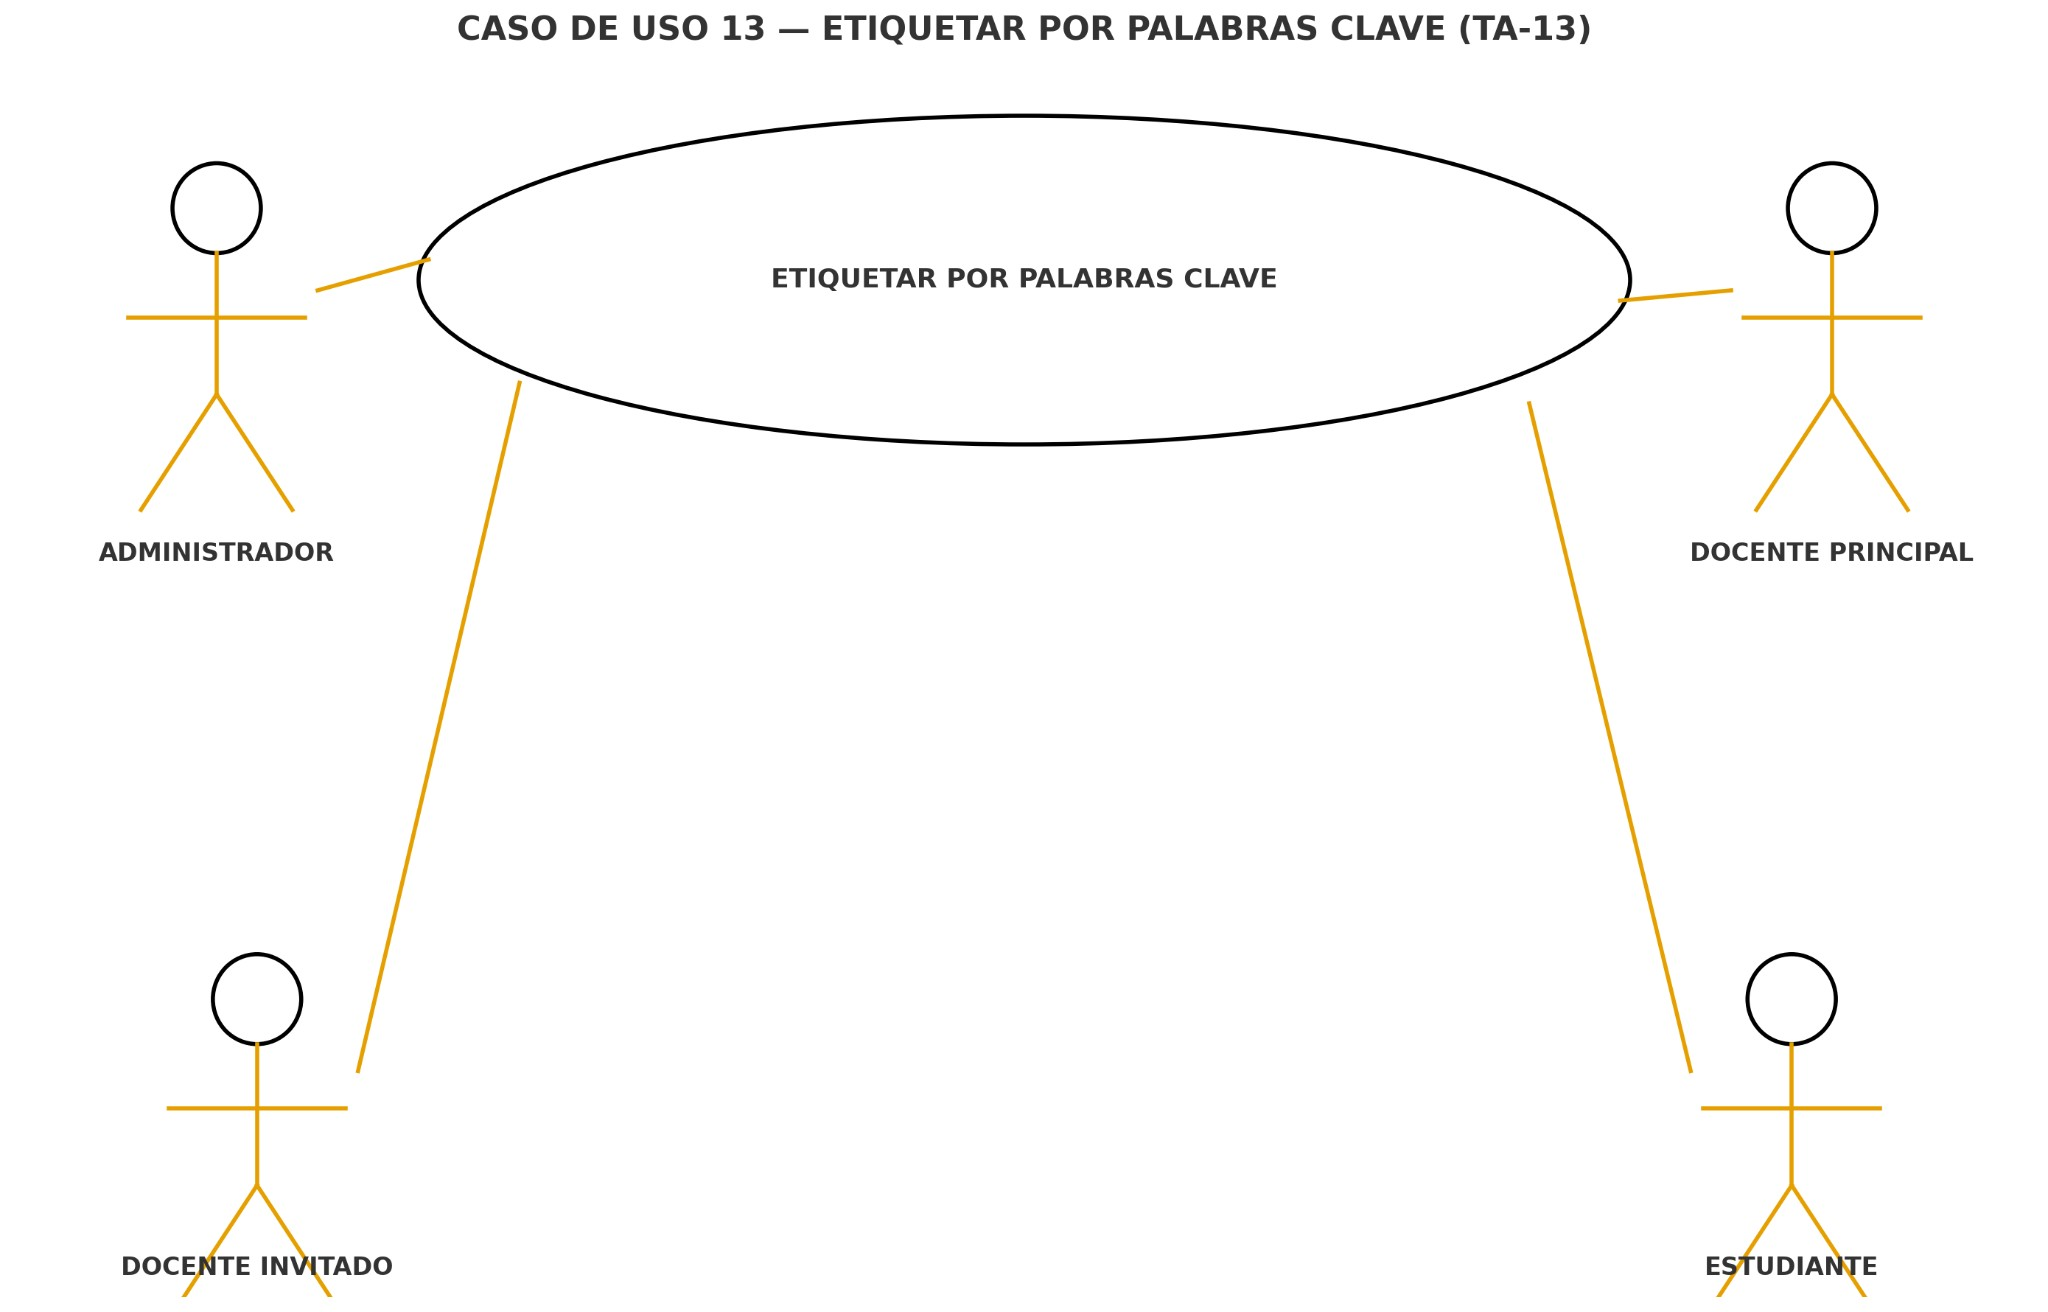 CASO DE USO 13 — ETIQUETAR POR PALABRAS CLAVE (TA-13)
ETIQUETAR POR PALABRAS CLAVE
ADMINISTRADOR
DOCENTE PRINCIPAL
DOCENTE INVITADO
ESTUDIANTE